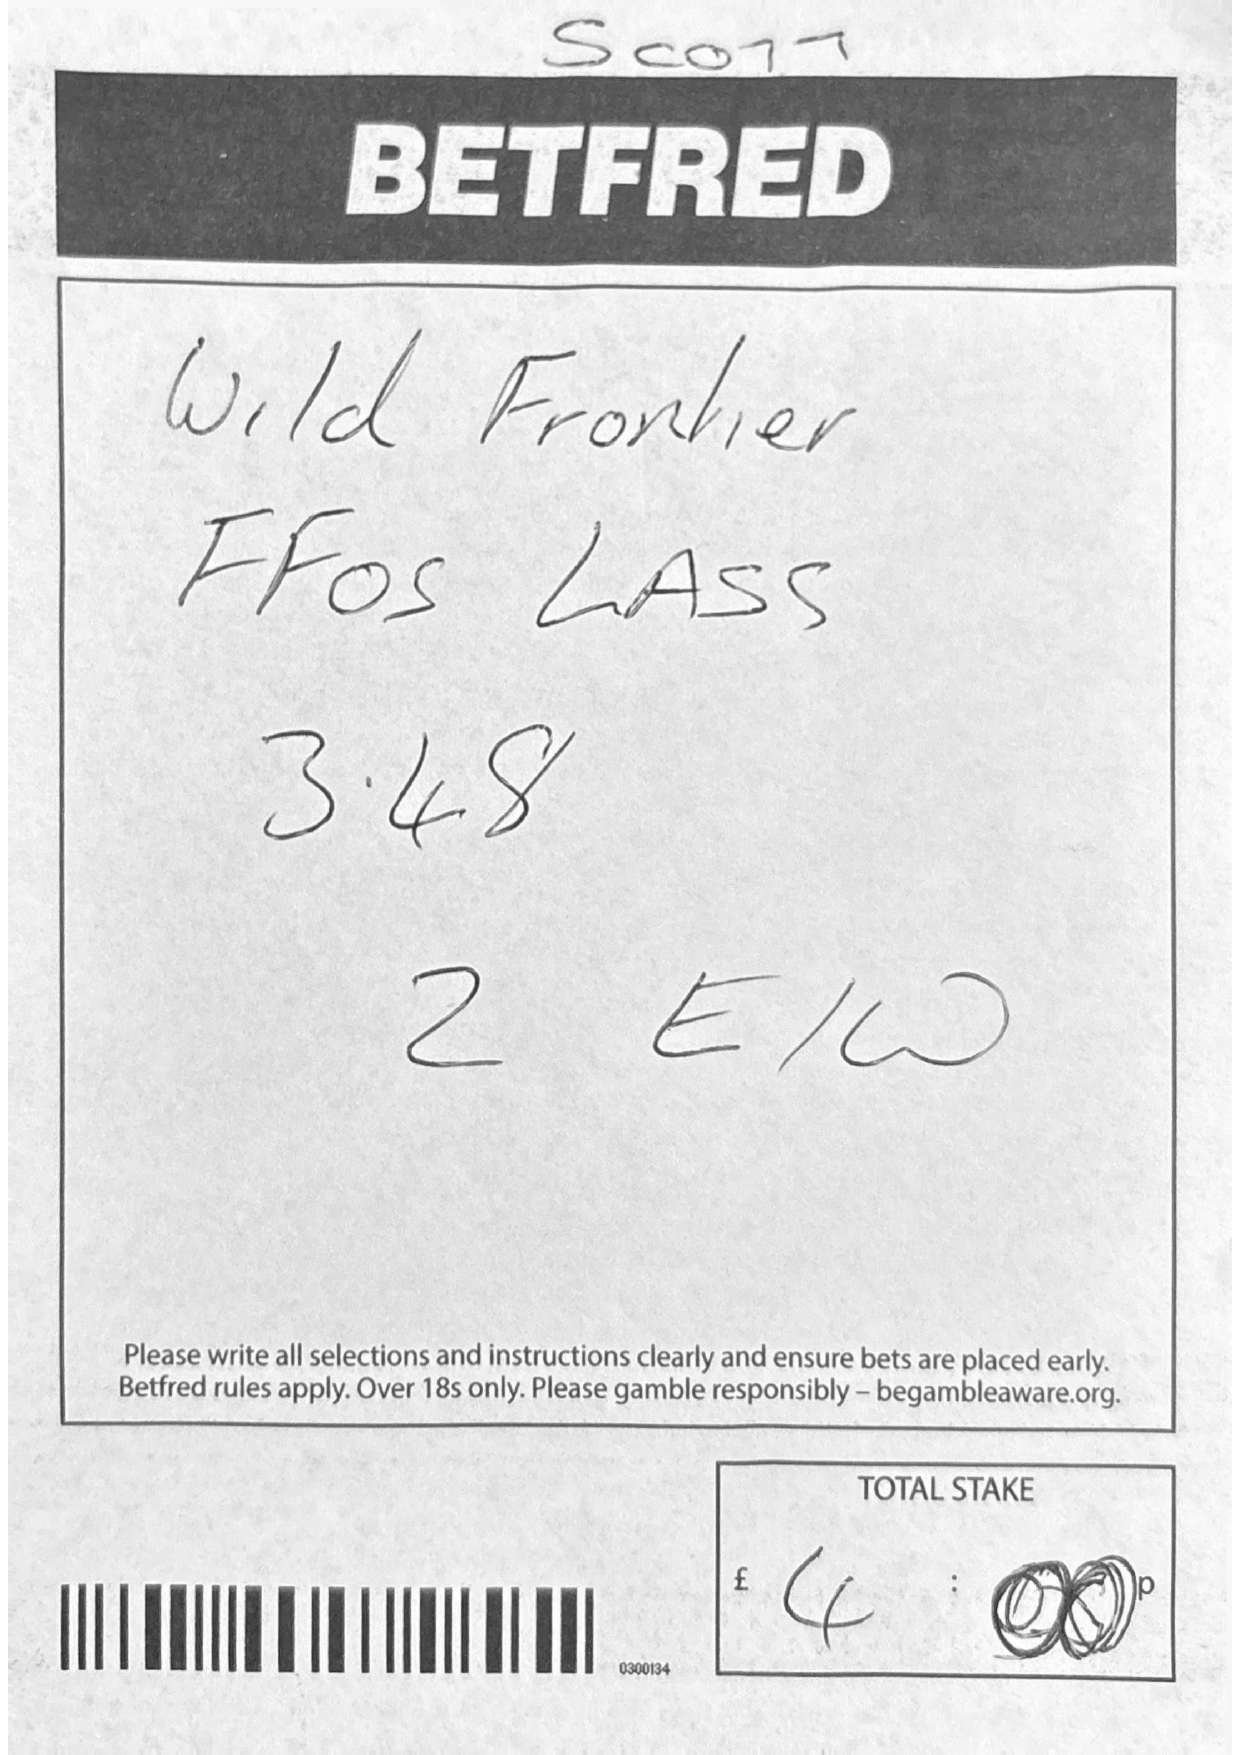 Scott
BETFRED
Wild Frontier
FFOS LASS
3.48
2 E/W
Please write all selections and instructions clearly and ensure bets are placed early.
Betfred rules apply. Over 18s only. Please gamble responsibly – begambleaware.org.
TOTAL STAKE
£ 4 : 00 p
0300134